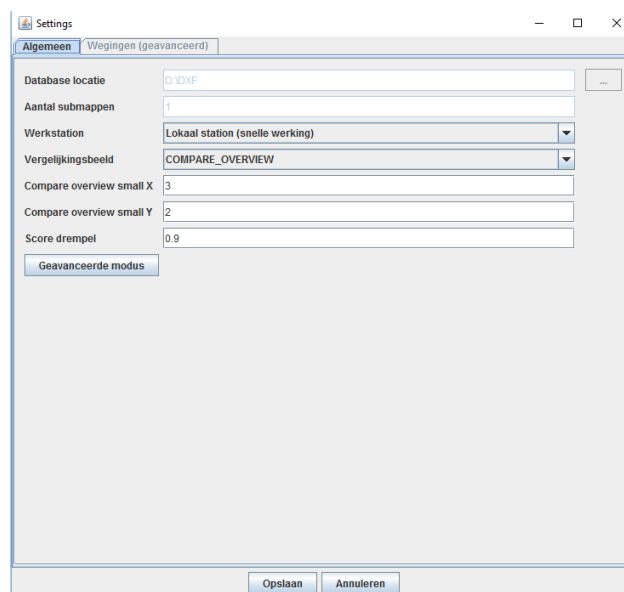 Settings
Algemeen Wegingen (geavanceerd)
Database locatie D:\DXF ...
Aantal submappen 1
Werkstation Lokaal station (snelle werking)
Vergelijkingsbeeld COMPARE_OVERVIEW
Compare overview small X 3
Compare overview small Y 2
Score drempel 0.9
Geavanceerde modus
Opslaan Annuleren